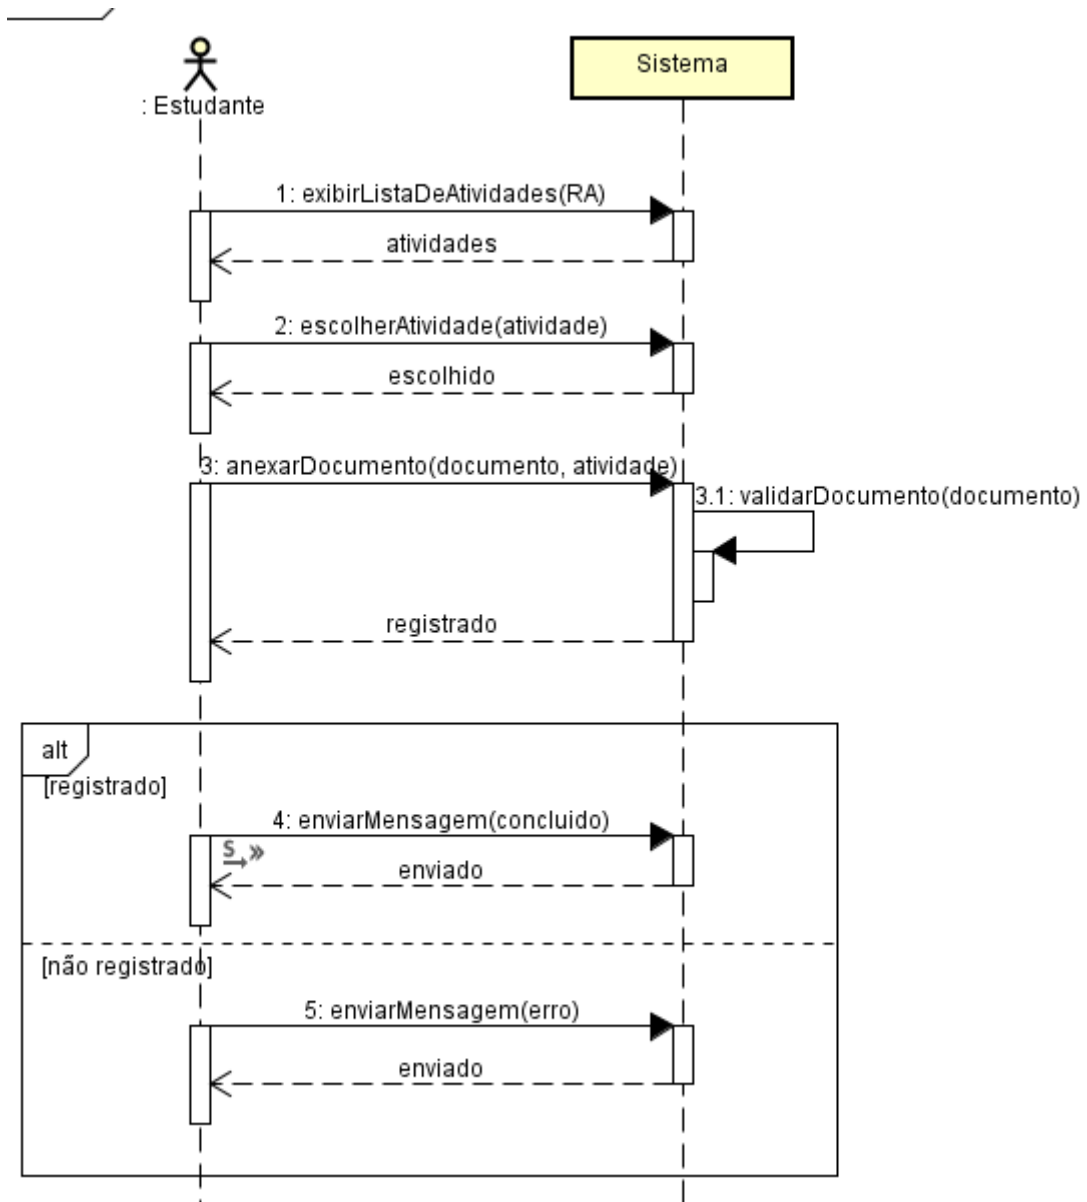 Sistema
: Estudante
1: exibirListaDeAtividades(RA)
atividades
2: escolherAtividade(atividade)
escolhido
3: anexarDocumento(documento, atividade)
3.1: validarDocumento(documento)
registrado
alt
[registrado]
4: enviarMensagem(concluido)
S
enviado
[não registrado]
5: enviarMensagem(erro)
enviado